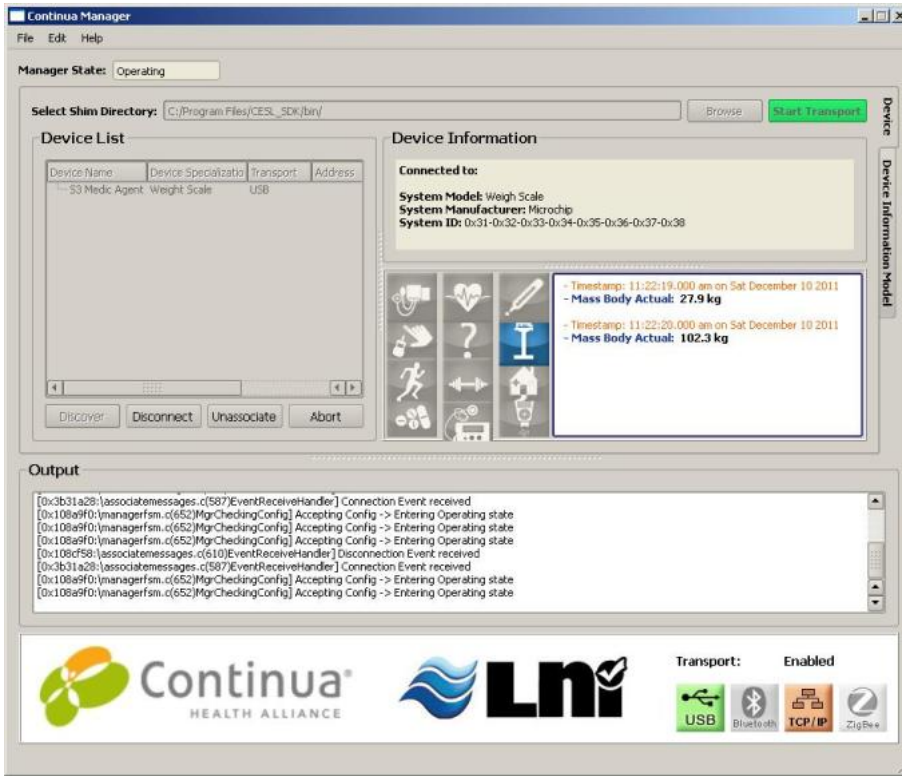 Continua Manager
File Edit Help
Manager State: Operating
Select Shim Directory: C:/Program Files/CESL_SDK/bin/ Browse Start Transport
Device
Device Information Model
Device List
Device Name Device Specializatio Transport Address
S3 Medic Agent Weight Scale USB
Discover Disconnect Unassociate Abort
Device Information
Connected to:
System Model: Weigh Scale
System Manufacturer: Microchip
System ID: 0x31-0x32-0x33-0x34-0x35-0x36-0x37-0x38
- Timestamp: 11:22:19.000 am on Sat December 10 2011
- Mass Body Actual: 27.9 kg
- Timestamp: 11:22:20.000 am on Sat December 10 2011
- Mass Body Actual: 102.3 kg
Output
[0x3b31a28:\associatemessages.c(587)EventReceiveHandler] Connection Event received
[0x108a9f0:\managerfsm.c(652)MgrCheckingConfig] Accepting Config -> Entering Operating state
[0x108a9f0:\managerfsm.c(652)MgrCheckingConfig] Accepting Config -> Entering Operating state
[0x108a9f0:\managerfsm.c(652)MgrCheckingConfig] Accepting Config -> Entering Operating state
[0x108cf58:\associatemessages.c(610)EventReceiveHandler] Disconnection Event received
[0x3b31a28:\associatemessages.c(587)EventReceiveHandler] Connection Event received
[0x108a9f0:\managerfsm.c(652)MgrCheckingConfig] Accepting Config -> Entering Operating state
[0x108a9f0:\managerfsm.c(652)MgrCheckingConfig] Accepting Config -> Entering Operating state
Continua®
HEALTH ALLIANCE
LNi
Transport: Enabled
USB Bluetooth TCP/IP ZigBee